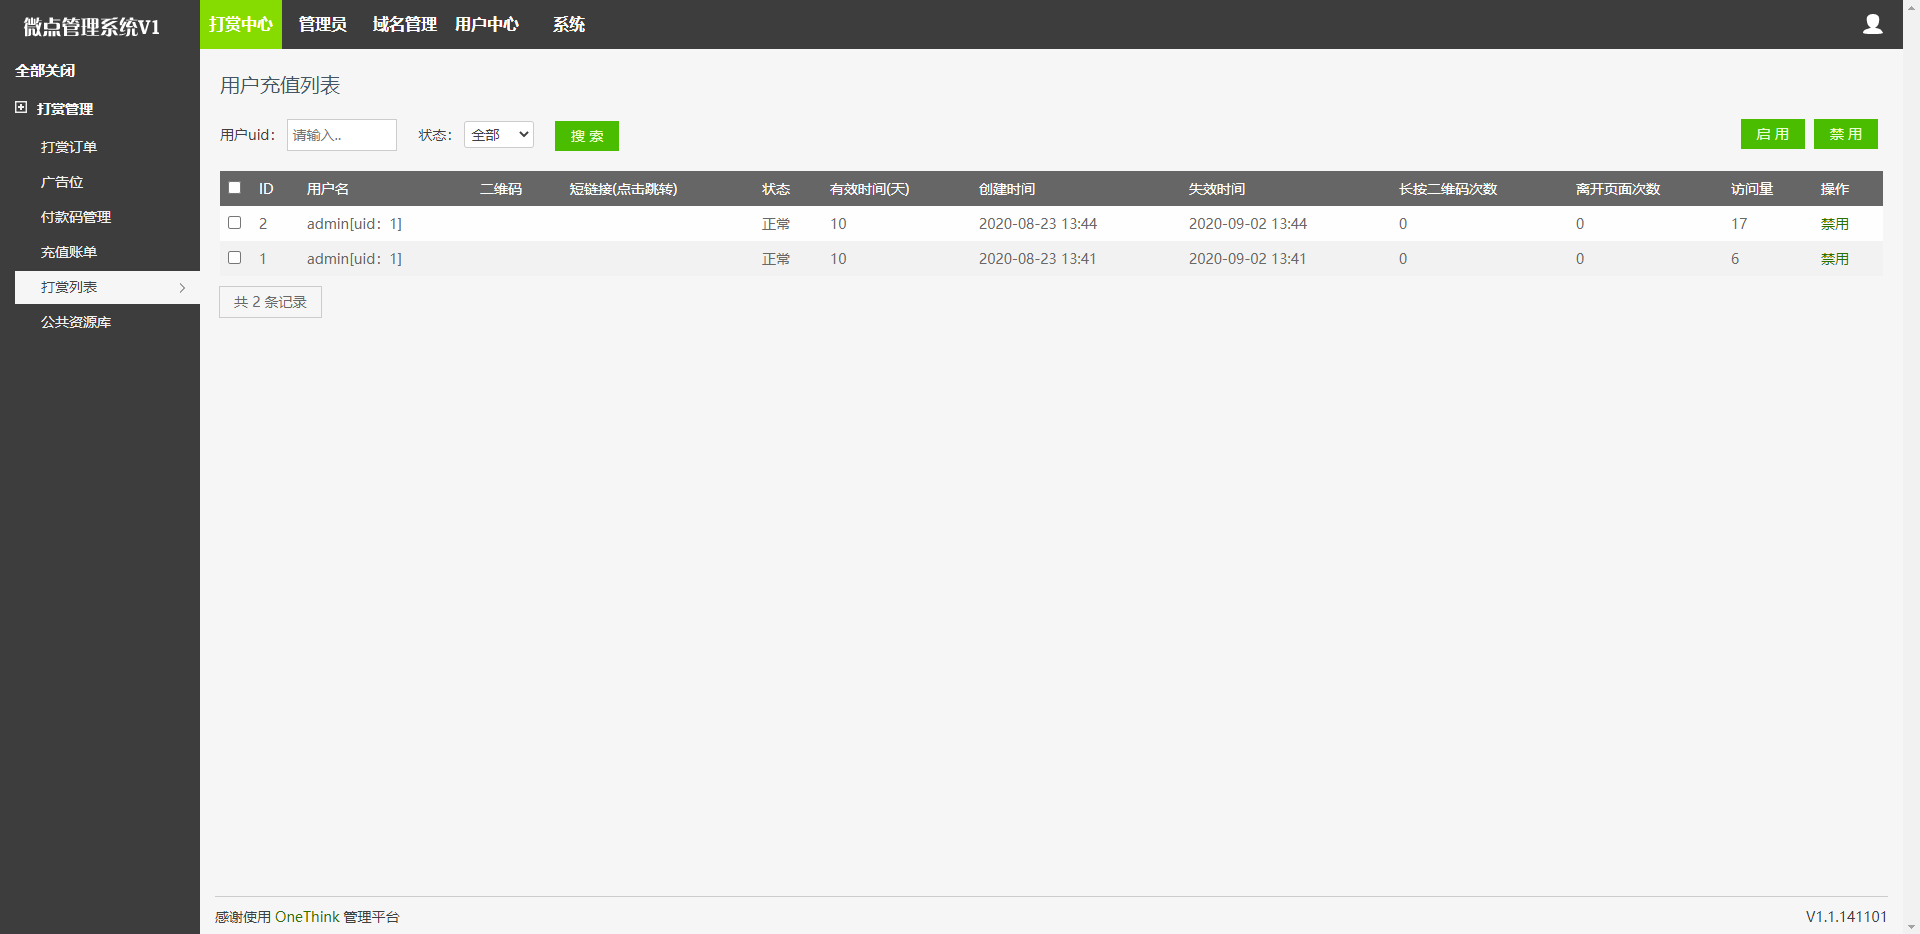 微点管理系统V1
打赏中心 管理员 域名管理 用户中心 系统
全部关闭
打赏管理
打赏订单
广告位
付款码管理
充值账单
打赏列表
公共资源库
用户充值列表
用户uid: 请输入.. 状态: 全部 搜 索 启 用 禁 用
ID 用户名 二维码 短链接(点击跳转) 状态 有效时间(天) 创建时间 失效时间 长按二维码次数 离开页面次数 访问量 操作
2 admin[uid：1] 正常 10 2020-08-23 13:44 2020-09-02 13:44 0 0 17 禁用
1 admin[uid：1] 正常 10 2020-08-23 13:41 2020-09-02 13:41 0 0 6 禁用
共 2 条记录
感谢使用 OneThink 管理平台 V1.1.141101